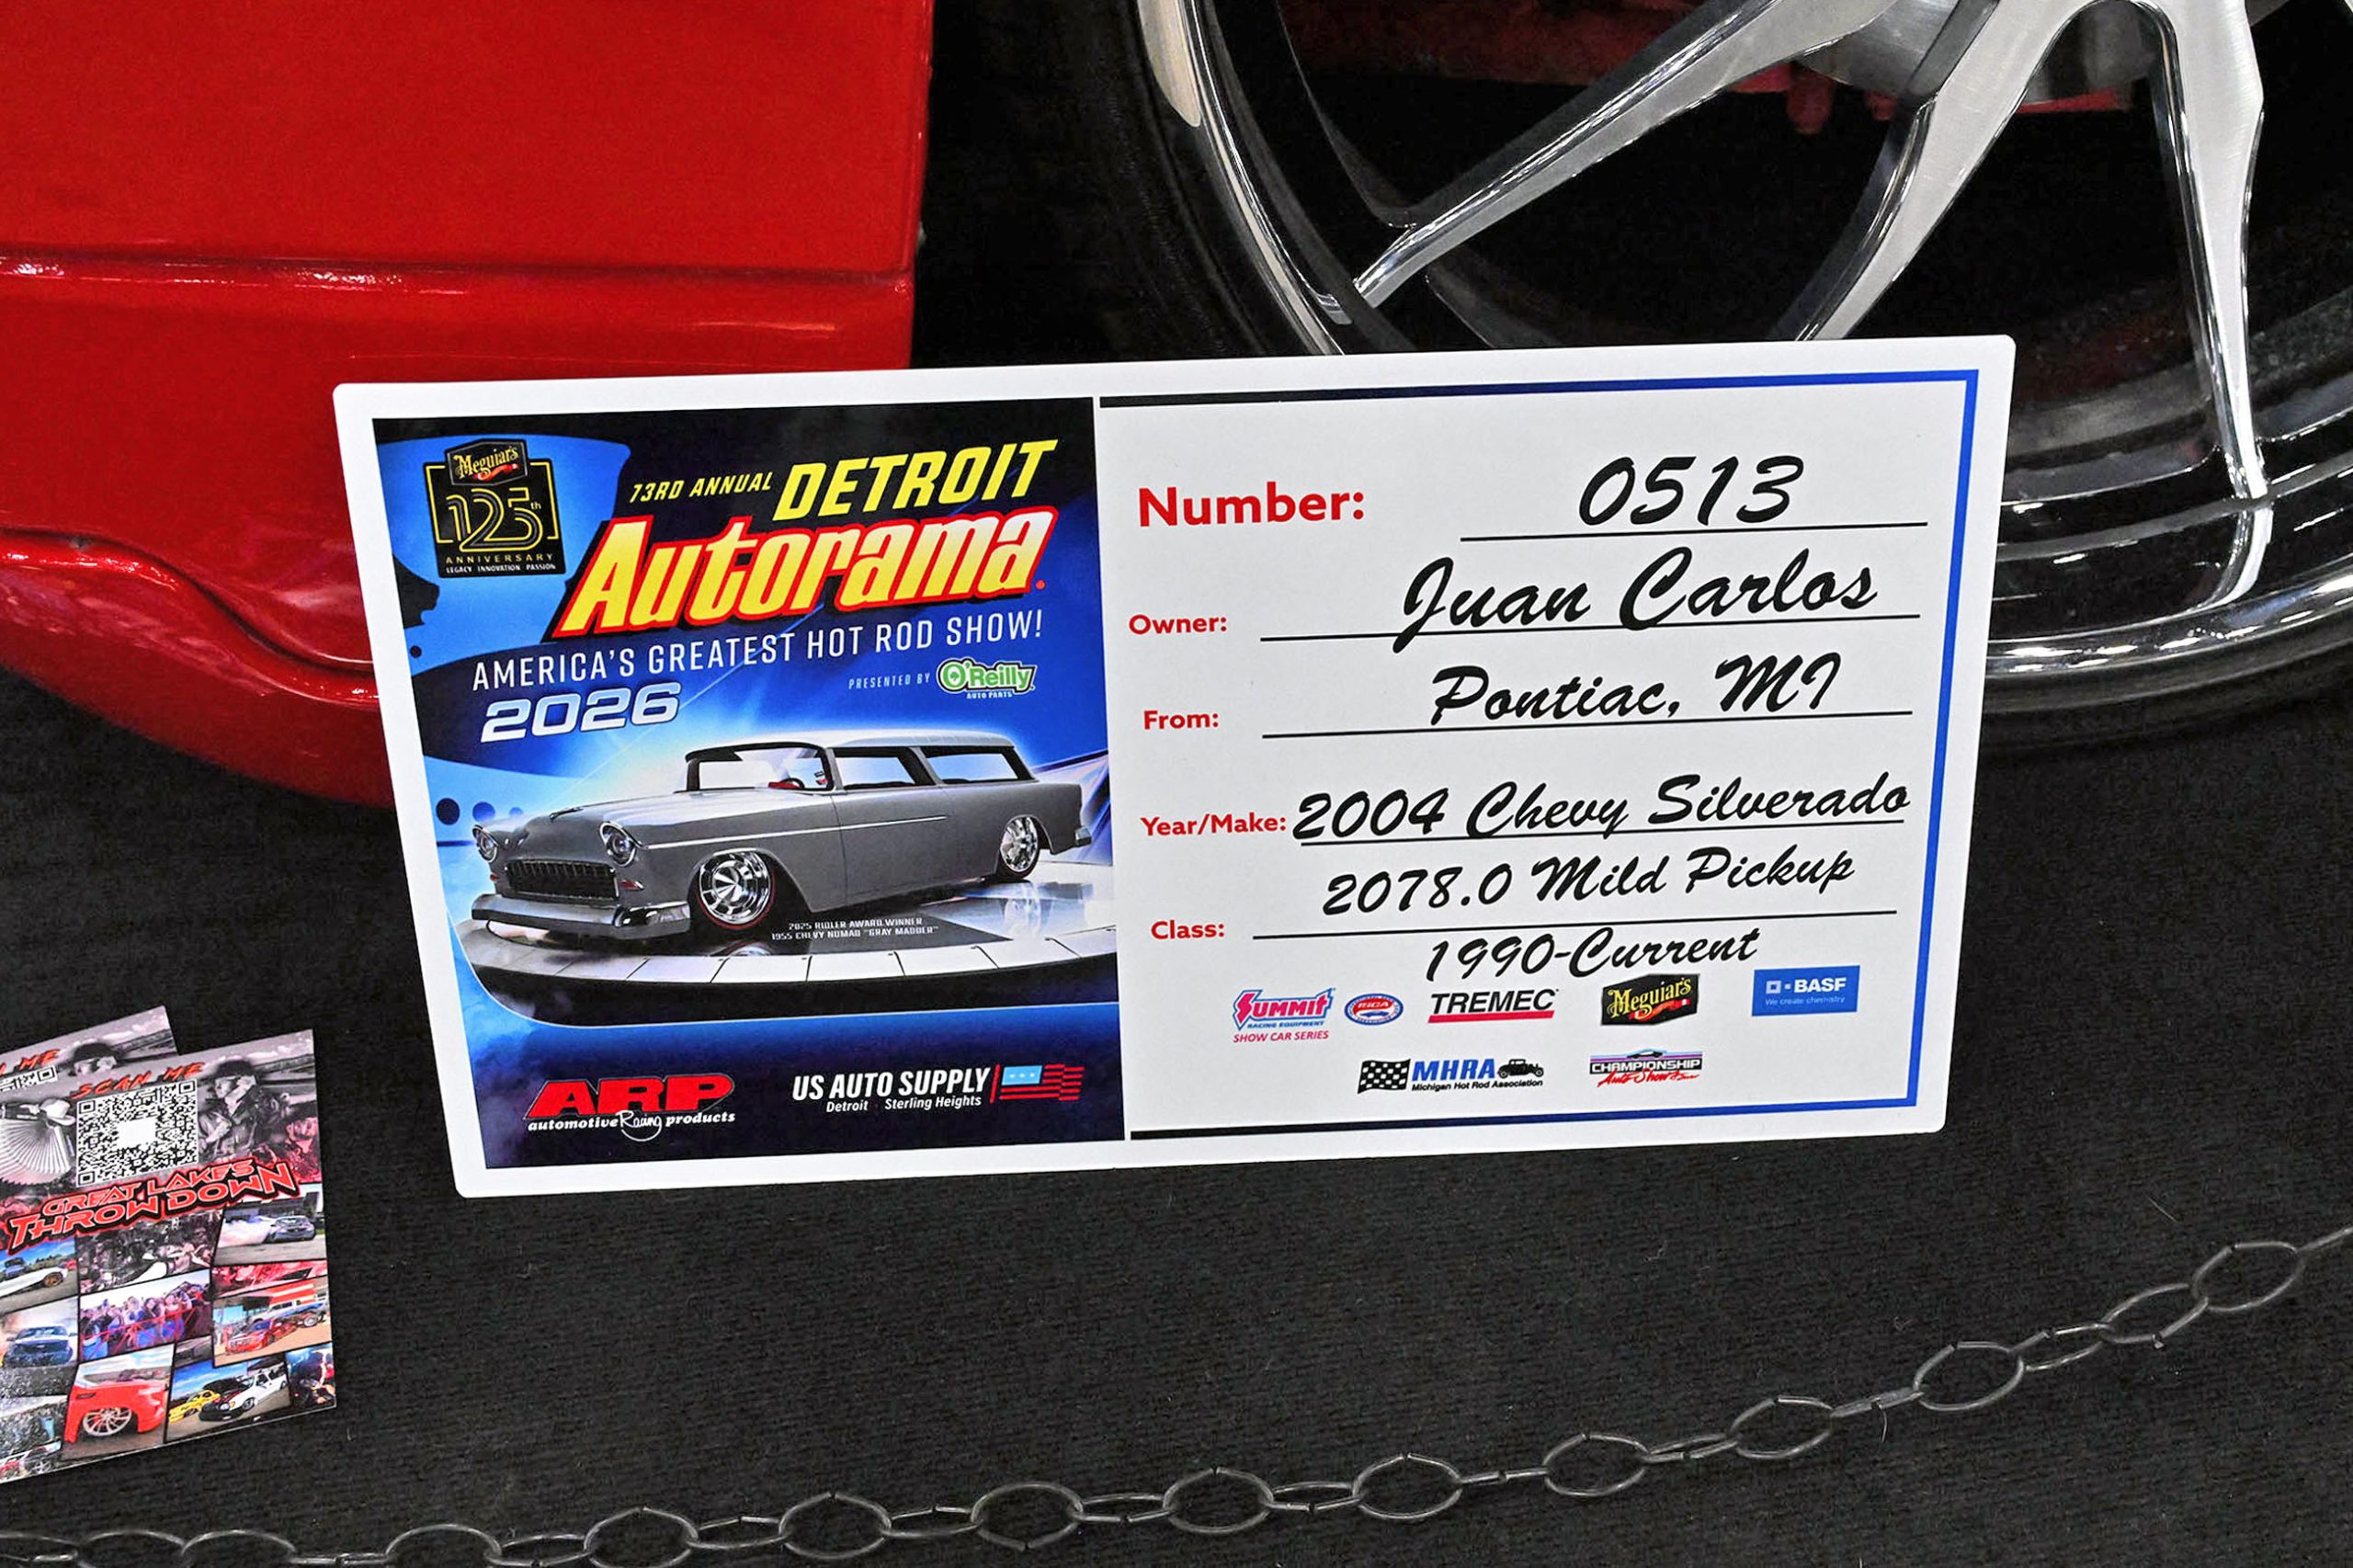 Meguiar's
125th
ANNIVERSARY
LEGACY INNOVATION PASSION
73RD ANNUAL DETROIT
Autorama
AMERICA'S GREATEST HOT ROD SHOW!
2026
PRESENTED BY O'Reilly
AUTO PARTS
2025 RIDLER AWARD WINNER
1955 CHEVY NOMAD "GRAY MADDER"
ARP
automotive Racing products
US AUTO SUPPLY
Detroit · Sterling Heights
Number: 0513
Owner: Juan Carlos
From: Pontiac, MI
Year/Make: 2004 Chevy Silverado
2078.0 Mild Pickup
Class:
1990-Current
SUMMIT
RACING EQUIPMENT
SHOW CAR SERIES
TREMEC
Meguiar's
BASF
We create chemistry
MHRA
Michigan Hot Rod Association
CHAMPIONSHIP
Auto Shows
SCAN ME
GREAT LAKES
THROW DOWN